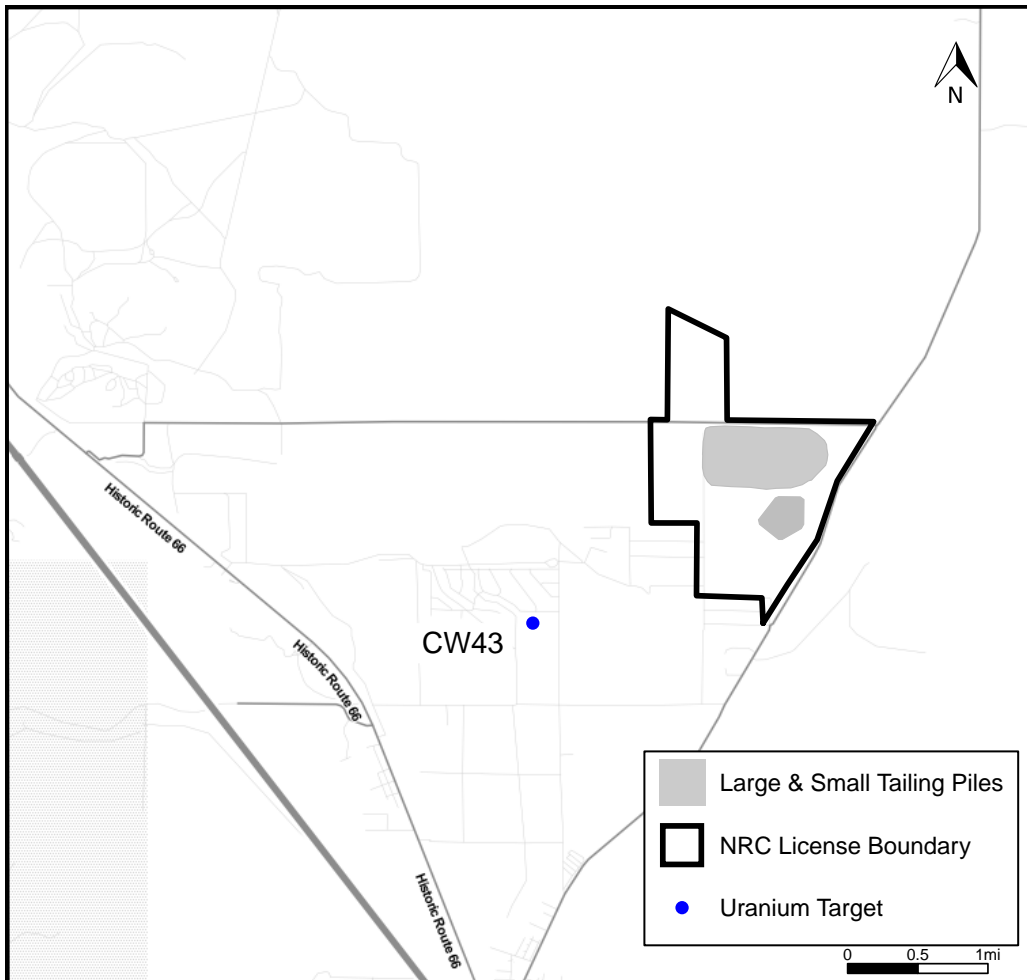 N
Historic Route 66
Historic Route 66
CW43
Historic Route 66
Large & Small Tailing Piles
NRC License Boundary
Uranium Target
0 0.5 1mi